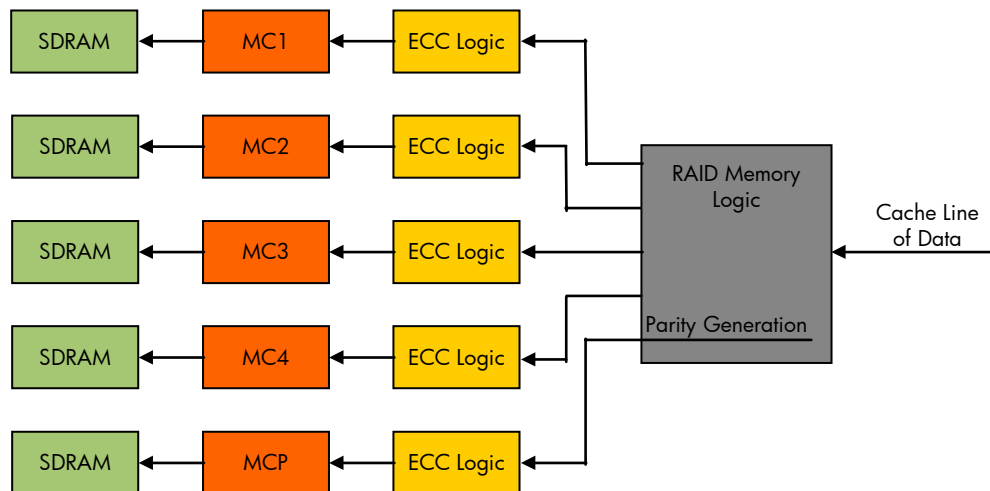 SDRAM
MC1
ECC Logic
SDRAM
MC2
ECC Logic
RAID Memory
Logic
Cache Line
of Data
SDRAM
MC3
ECC Logic
Parity Generation
SDRAM
MC4
ECC Logic
SDRAM
MCP
ECC Logic